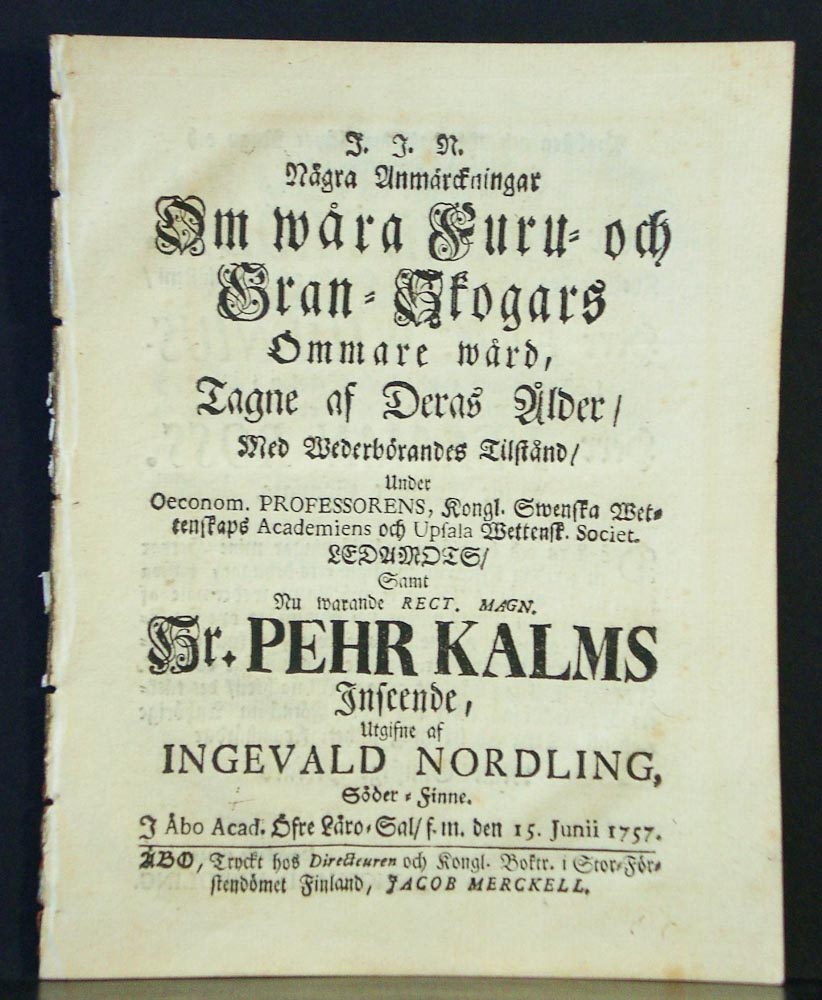 J. J. N.
Några Anmärckningar
Om wåra Furu- och
Gran-Skogars
Ömmare wård,
Tagne af Deras Ålder/
Med Wederbörandes Tilstånd/
Under
Oeconom. PROFESSORENS, Kongl. Swenska Wet-
tenskaps Academiens och Upsala Wettensk. Societ.
LEDAMOTS/
Samt
Nu warande RECT. MAGN.
Hr. PEHR KALMS
Inseende,
Utgifne af
INGEVALD NORDLING,
Söder-Finne.
I Åbo Acad. Öfre Läro-Sal/ f. m. den 15. Junii 1757.
ÅBO, Tryckt hos Directeuren och Kongl. Boktr. i Stor-För-
stendömet Finland, JACOB MERCKELL.